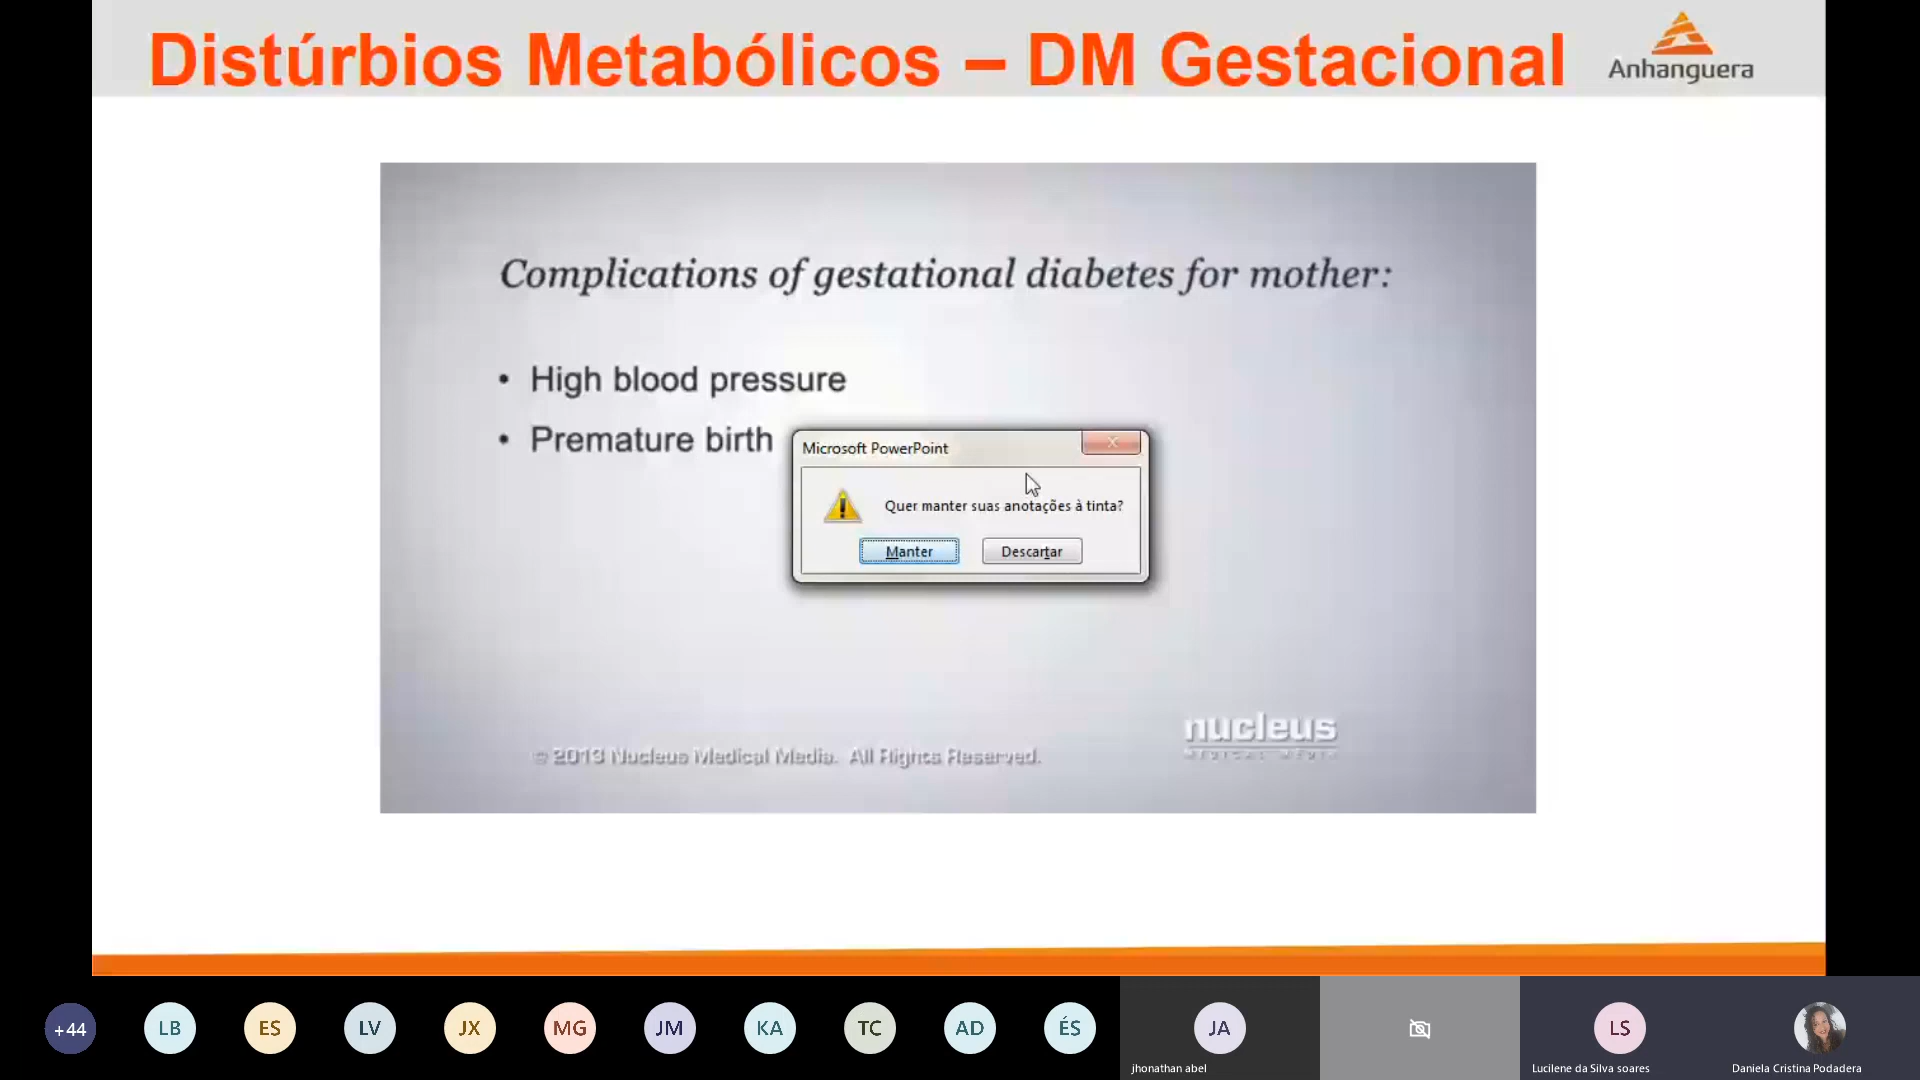 Distúrbios Metabólicos – DM Gestacional
Anhanguera
Complications of gestational diabetes for mother:
• High blood pressure
• Premature birth
Microsoft PowerPoint
Quer manter suas anotações à tinta?
Manter
Descartar
nucleus
MEDICAL MEDIA
© 2013 Nucleus Medical Media. All Rights Reserved.
+44
LB
ES
LV
JX
MG
JM
KA
TC
AD
ÉS
JA
LS
jhonathan abel
Lucilene da Silva soares
Daniela Cristina Podadera